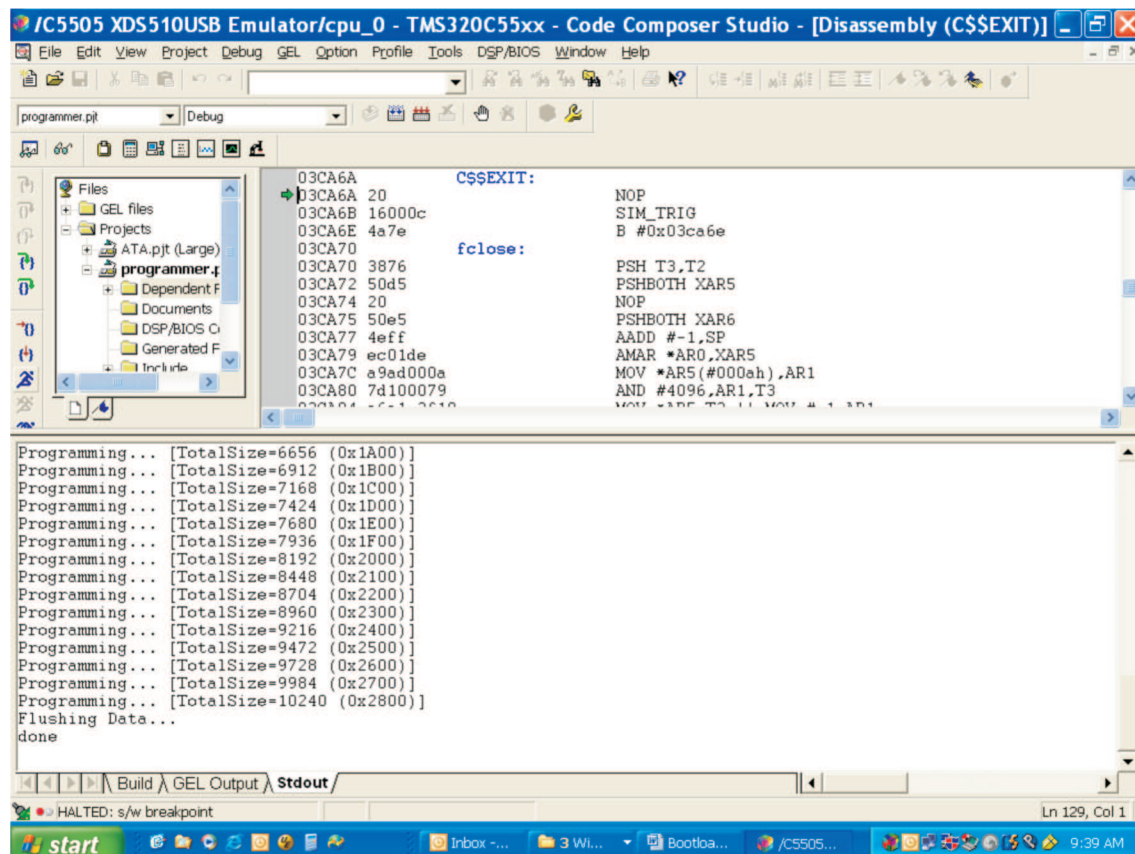 /C5505 XDS510USB Emulator/cpu_0 - TMS320C55xx - Code Composer Studio - [Disassembly (C$$EXIT)]
File Edit View Project Debug GEL Option Profile Tools DSP/BIOS Window Help
programmer.pjt Debug
Files
GEL files
Projects
ATA.pjt (Large)
programmer.p
Dependent F
Documents
DSP/BIOS Co
Generated F
Include
03CA6A C$$EXIT:
03CA6A 20 NOP
03CA6B 16000c SIM_TRIG
03CA6E 4a7e B #0x03ca6e
03CA70 fclose:
03CA70 3876 PSH T3,T2
03CA72 50d5 PSHBOTH XAR5
03CA74 20 NOP
03CA75 50e5 PSHBOTH XAR6
03CA77 4eff AADD #-1,SP
03CA79 ec01de AMAR *AR0,XAR5
03CA7C a9ad000a MOV *AR5(#000ah),AR1
03CA80 7d100079 AND #4096,AR1,T3
Programming... [TotalSize=6656 (0x1A00)]
Programming... [TotalSize=6912 (0x1B00)]
Programming... [TotalSize=7168 (0x1C00)]
Programming... [TotalSize=7424 (0x1D00)]
Programming... [TotalSize=7680 (0x1E00)]
Programming... [TotalSize=7936 (0x1F00)]
Programming... [TotalSize=8192 (0x2000)]
Programming... [TotalSize=8448 (0x2100)]
Programming... [TotalSize=8704 (0x2200)]
Programming... [TotalSize=8960 (0x2300)]
Programming... [TotalSize=9216 (0x2400)]
Programming... [TotalSize=9472 (0x2500)]
Programming... [TotalSize=9728 (0x2600)]
Programming... [TotalSize=9984 (0x2700)]
Programming... [TotalSize=10240 (0x2800)]
Flushing Data...
done
Build GEL Output Stdout
HALTED: s/w breakpoint Ln 129, Col 1
start Inbox -... 3 Wi... Bootloa... /C5505... 9:39 AM